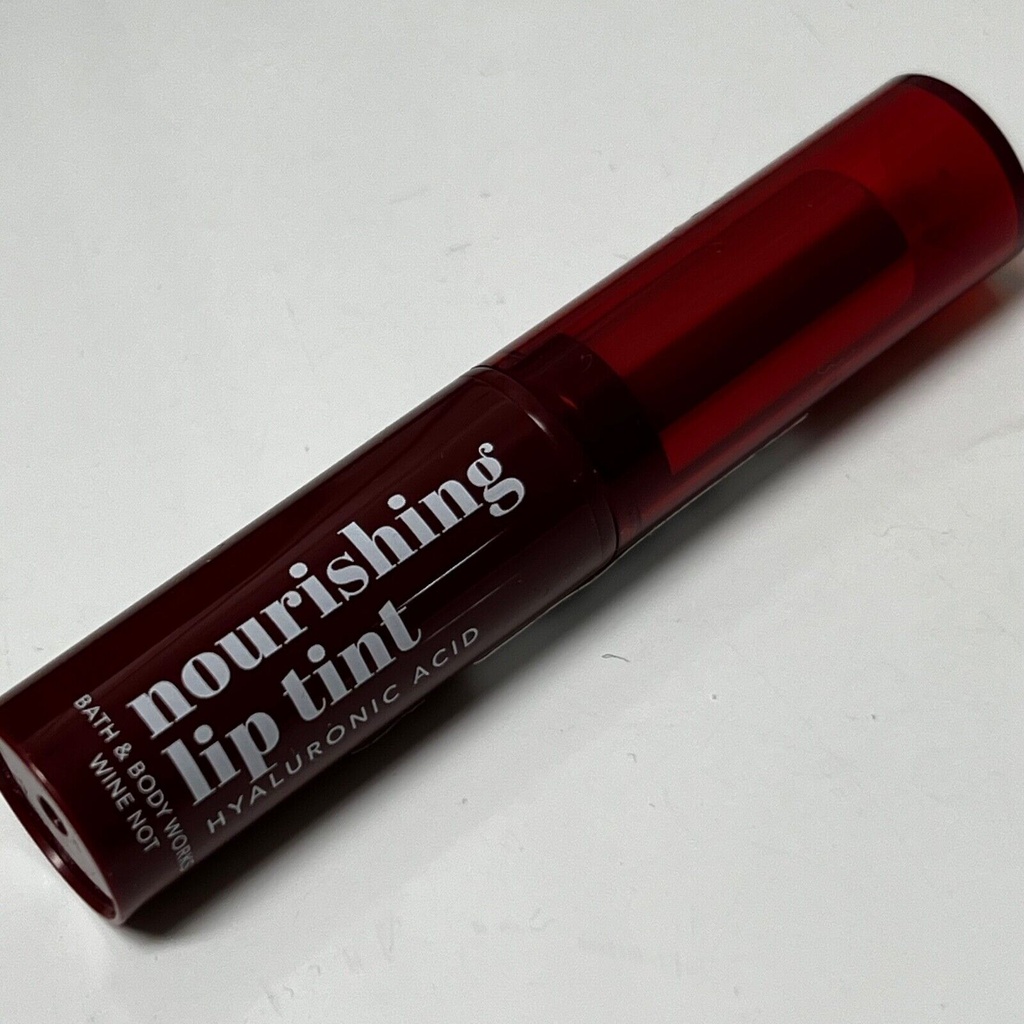 nourishing
lip tint
HYALURONIC ACID
BATH & BODY WORKS
WINE NOT